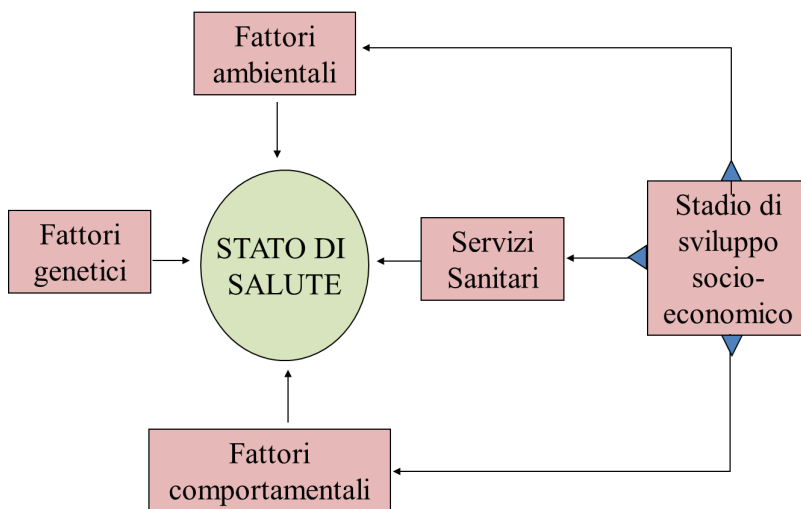 Fattori
ambientali
Fattori
genetici
STATO DI
SALUTE
Servizi
Sanitari
Stadio di
sviluppo
socio-
economico
Fattori
comportamentali